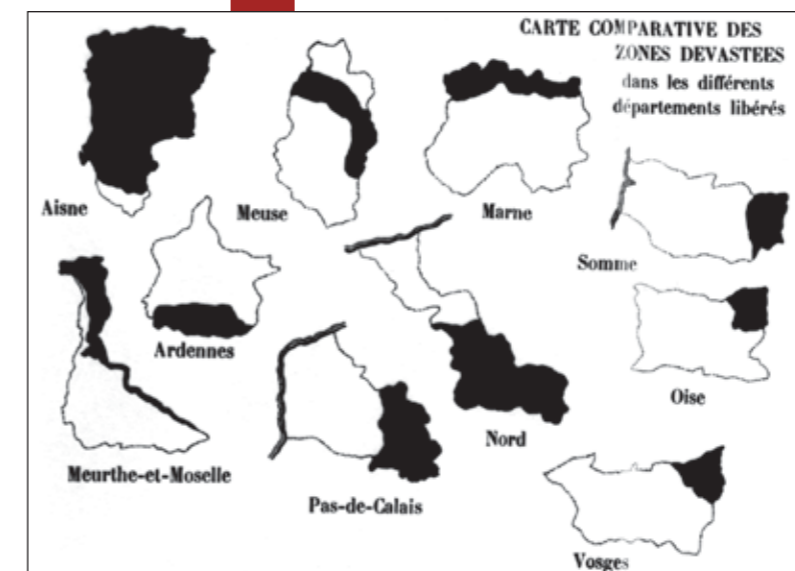 CARTE COMPARATIVE DES
ZONES DEVASTEES
dans les différents
départements libérés
Aisne
Meuse
Marne
Somme
Ardennes
Oise
Meurthe-et-Moselle
Nord
Pas-de-Calais
Vosges